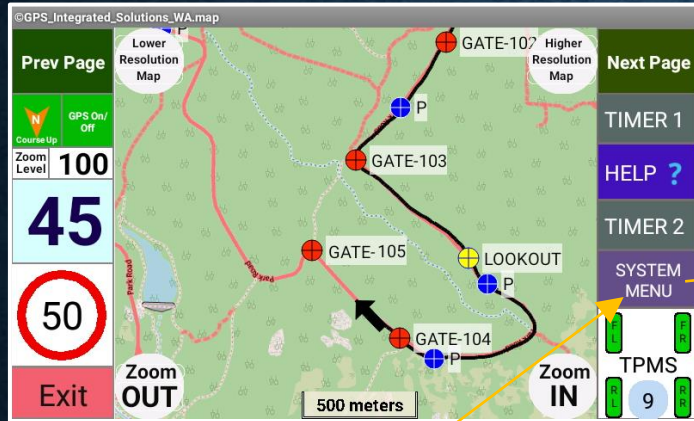 ©GPS_Integrated_Solutions_WA.map
Prev Page
N
Course Up
GPS On/
Off
Zoom
Level
100
45
50
Exit
Lower
Resolution
Map
P
GATE-102
Higher
Resolution
Map
P
GATE-103
GATE-105
LOOKOUT
P
Park Road
Park Road
GATE-104
P
Zoom
OUT
500 meters
Zoom
IN
Next Page
TIMER 1
HELP ?
TIMER 2
SYSTEM
MENU
FL
FR
TPMS
RL
9
RR